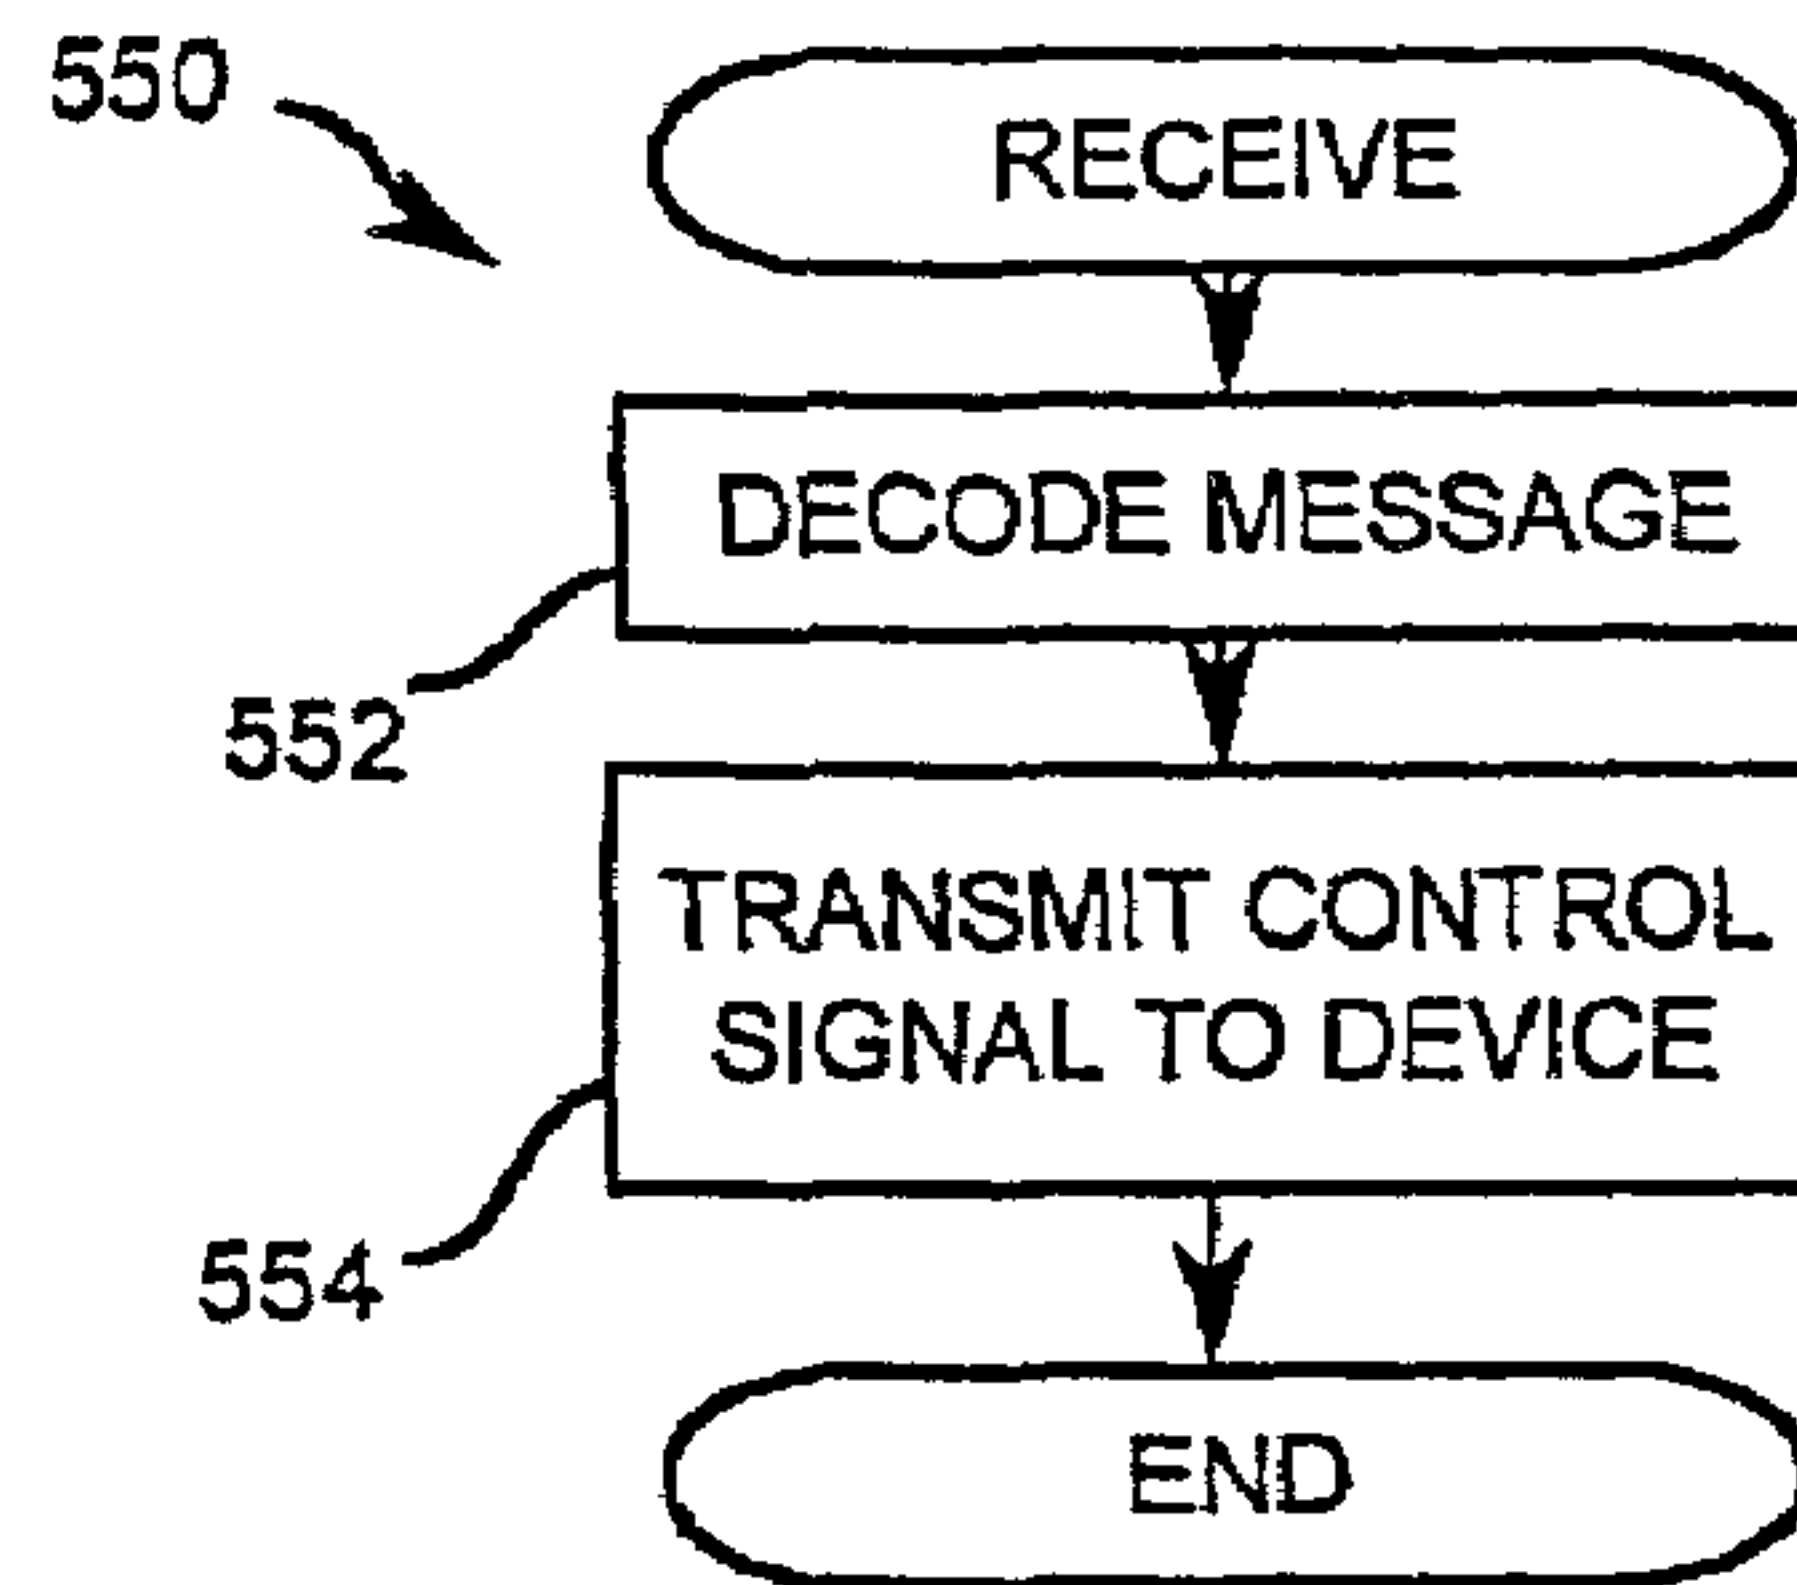 550
RECEIVE
DECODE MESSAGE
552
TRANSMIT CONTROL
SIGNAL TO DEVICE
554
END